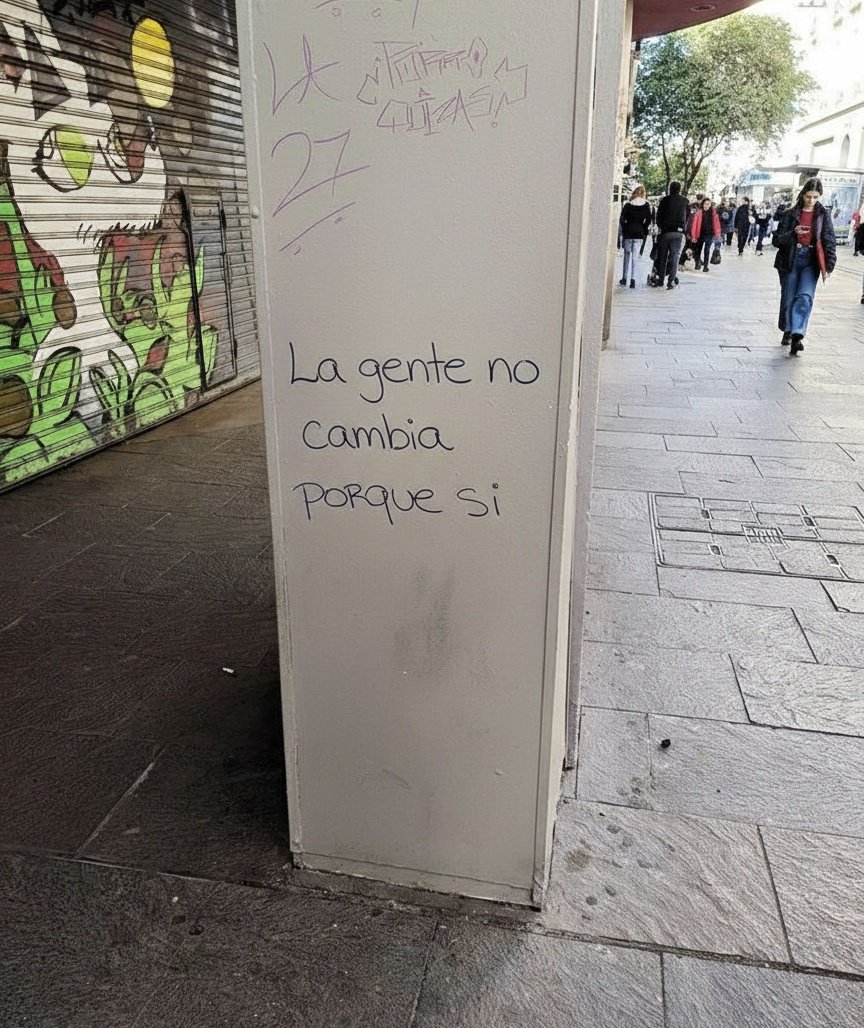 LA
27
La gente no
cambia
porque si